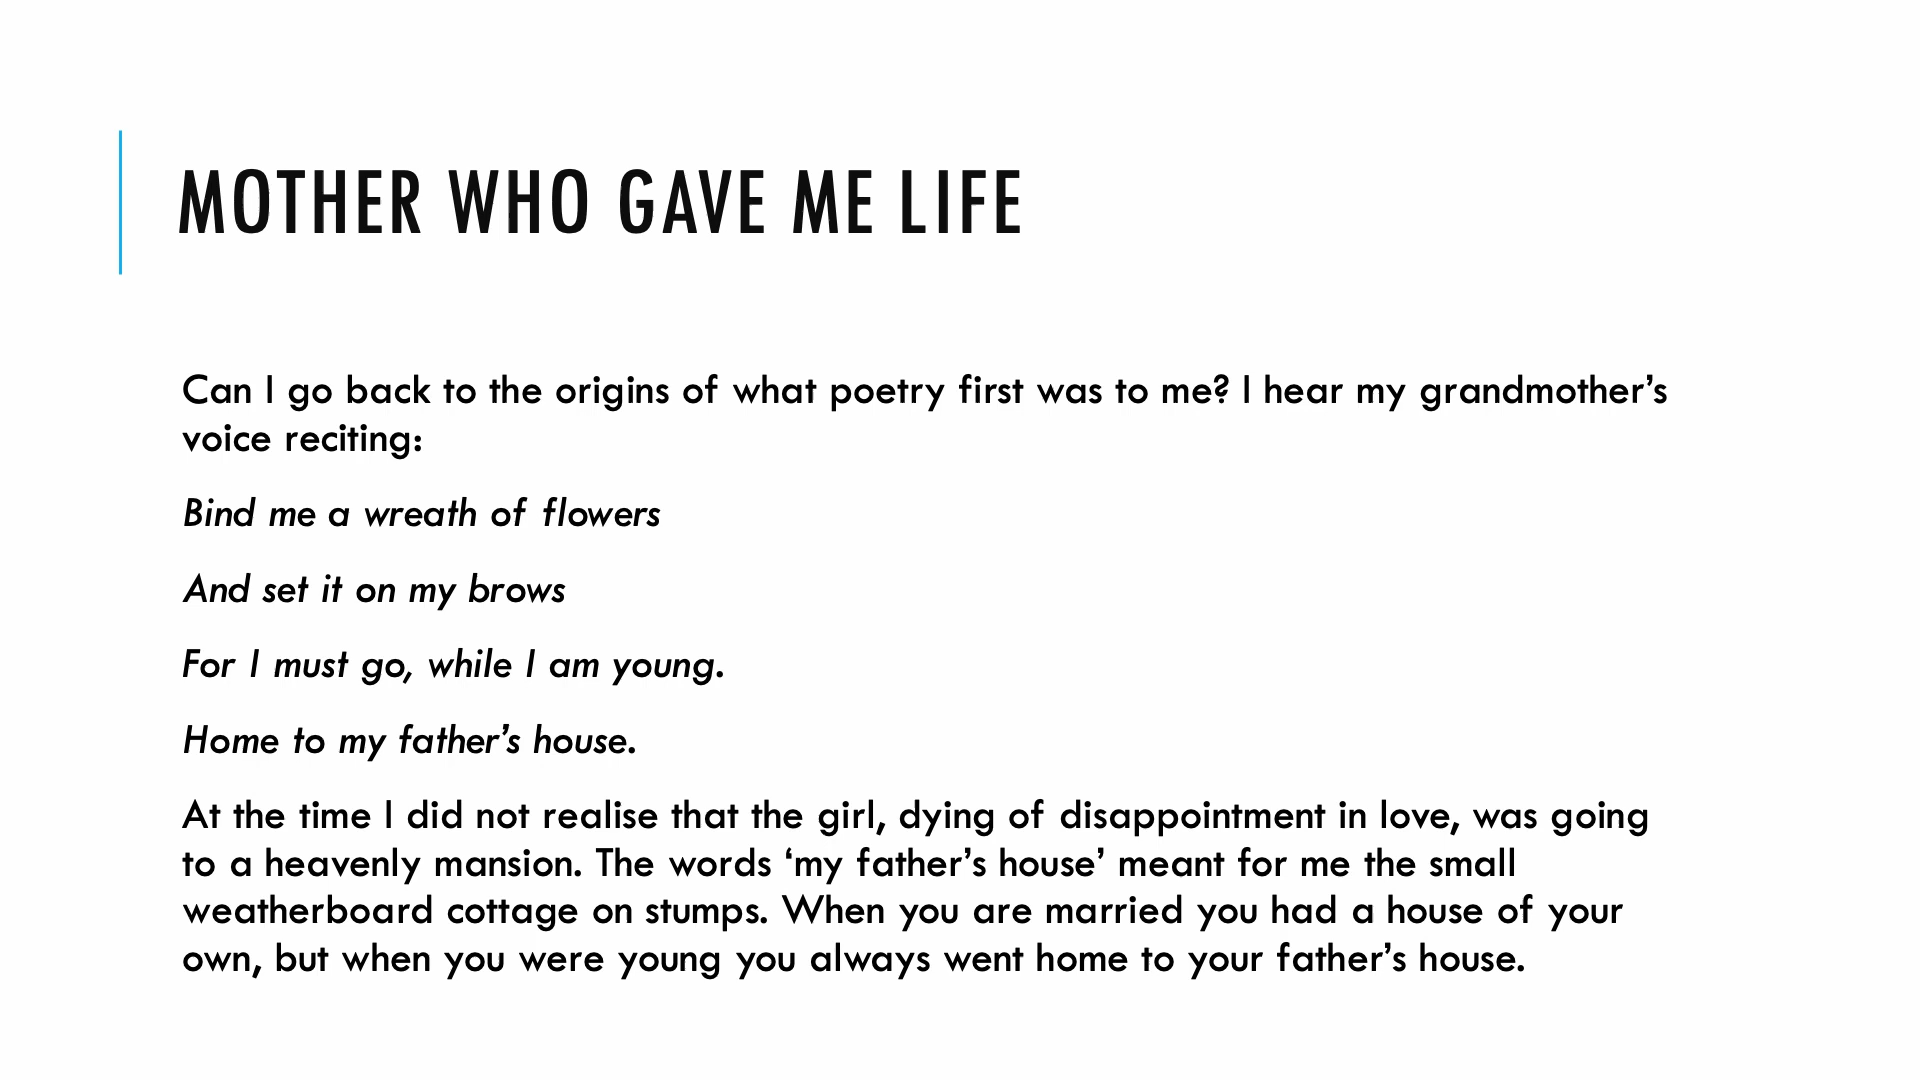 MOTHER WHO GAVE ME LIFE
Can I go back to the origins of what poetry first was to me? I hear my grandmother’s
voice reciting:
Bind me a wreath of flowers
And set it on my brows
For I must go, while I am young.
Home to my father’s house.
At the time I did not realise that the girl, dying of disappointment in love, was going
to a heavenly mansion. The words ‘my father’s house’ meant for me the small
weatherboard cottage on stumps. When you are married you had a house of your
own, but when you were young you always went home to your father’s house.